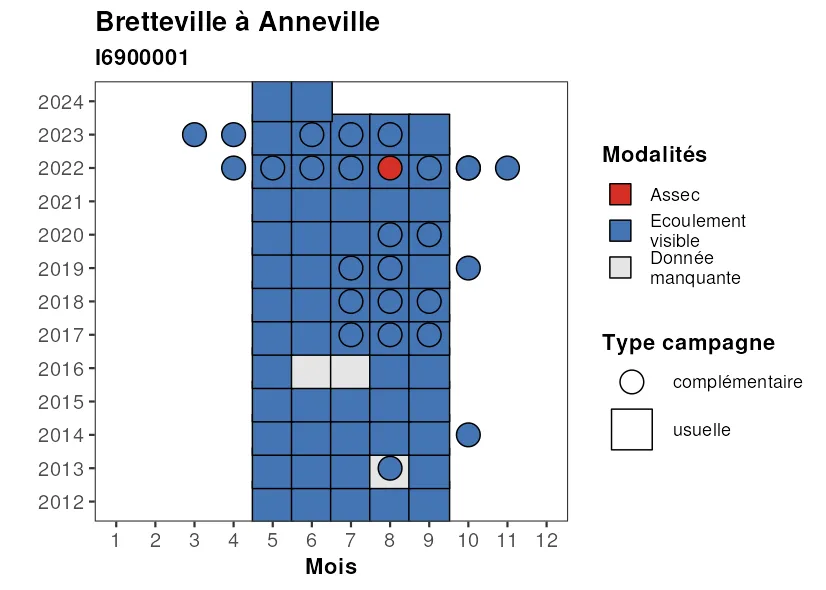 Bretteville à Anneville
I6900001
2024
2023
2022
2021
2020
2019
2018
2017
2016
2015
2014
2013
2012
1 2 3 4 5 6 7 8 9 10 11 12
Mois
Modalités
Assec
Ecoulement
visible
Donnée
manquante
Type campagne
complémentaire
usuelle